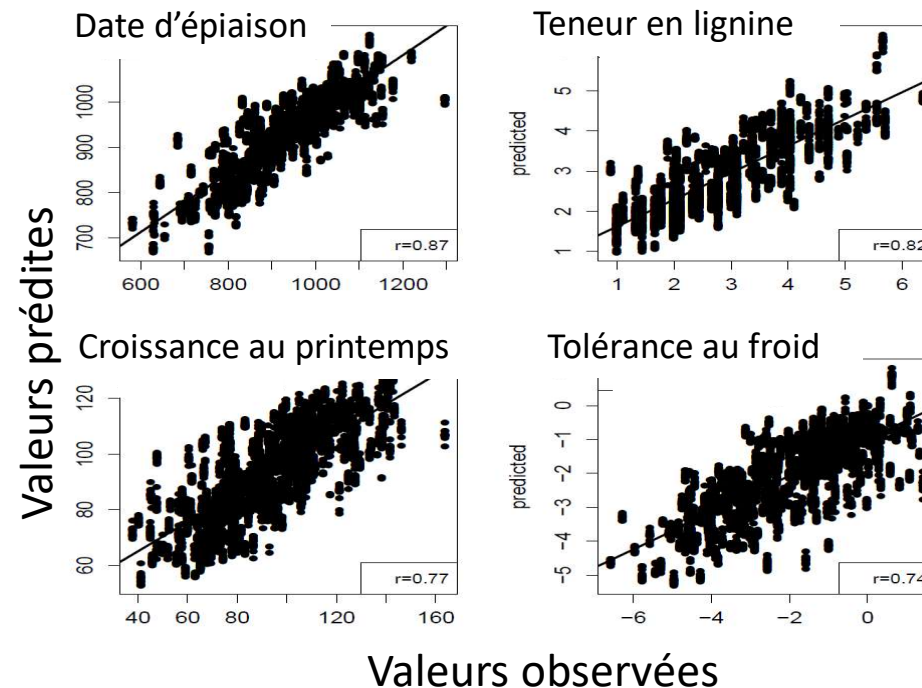 Date d'épiaison
Teneur en lignine
1000
900
800
700
r=0.87
600 800 1000 1200
predicted
5
4
3
2
1
r=0.82
1 2 3 4 5 6
Valeurs prédites
Croissance au printemps
Tolérance au froid
120
100
80
60
r=0.77
40 60 80 120 160
predicted
0
−1
−2
−3
−4
−5
r=0.74
−6 −4 −2 0
Valeurs observées